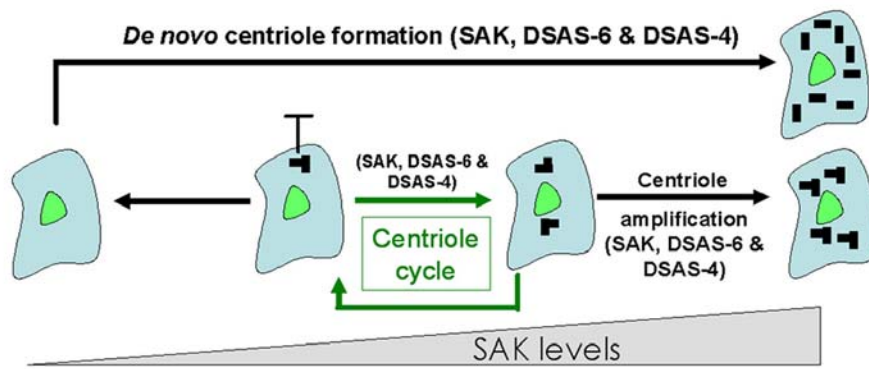 De novo centriole formation (SAK, DSAS-6 & DSAS-4)
(SAK, DSAS-6 &
DSAS-4)
Centriole
cycle
Centriole
amplification
(SAK, DSAS-6 &
DSAS-4)
SAK levels